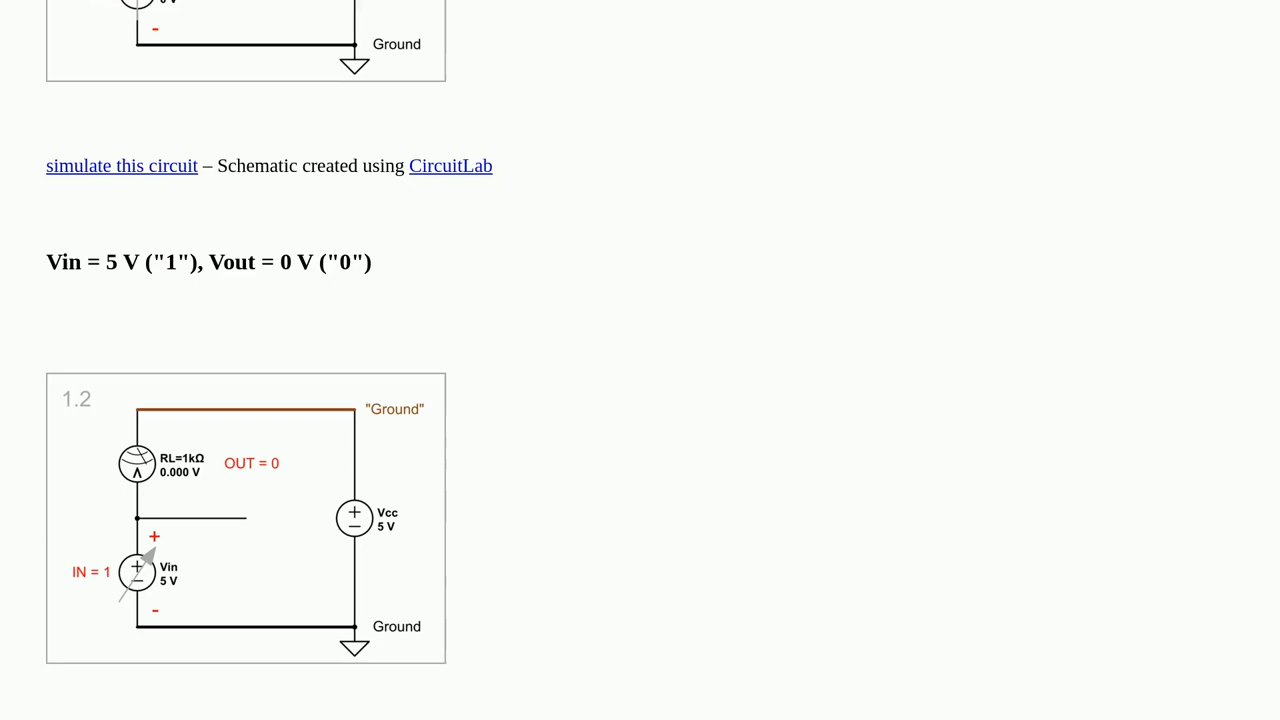 -
Ground
simulate this circuit – Schematic created using CircuitLab
Vin = 5 V ("1"), Vout = 0 V ("0")
1.2
"Ground"
RL=1kΩ
0.000 V
OUT = 0
A
+
-
Vcc
5 V
+
IN = 1
+
-
Vin
5 V
-
Ground